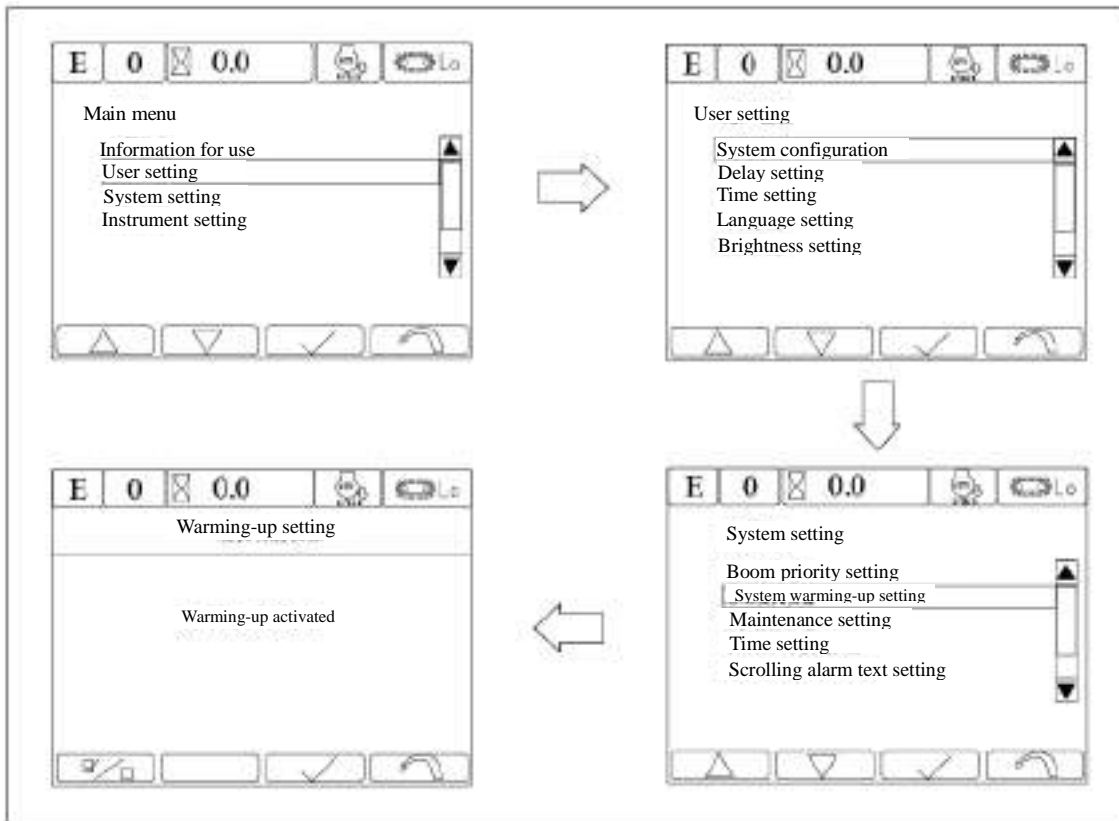 E 0 0.0 Lo
Main menu
Information for use
User setting
System setting
Instrument setting
E 0 0.0 Lo
User setting
System configuration
Delay setting
Time setting
Language setting
Brightness setting
E 0 0.0 Lo
Warming-up setting
Warming-up activated
E 0 0.0 Lo
System setting
Boom priority setting
System warming-up setting
Maintenance setting
Time setting
Scrolling alarm text setting